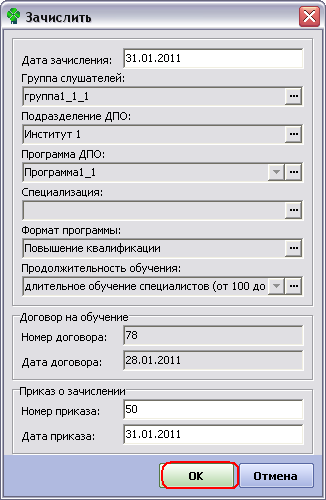 Зачислить
Дата зачисления: 31.01.2011
Группа слушателей:
группа1_1_1
Подразделение ДПО:
Институт 1
Программа ДПО:
Программа1_1
Специализация:
Формат программы:
Повышение квалификации
Продолжительность обучения:
длительное обучение специалистов (от 100 до
Договор на обучение
Номер договора: 78
Дата договора: 28.01.2011
Приказ о зачислении
Номер приказа: 50
Дата приказа: 31.01.2011
OK Отмена